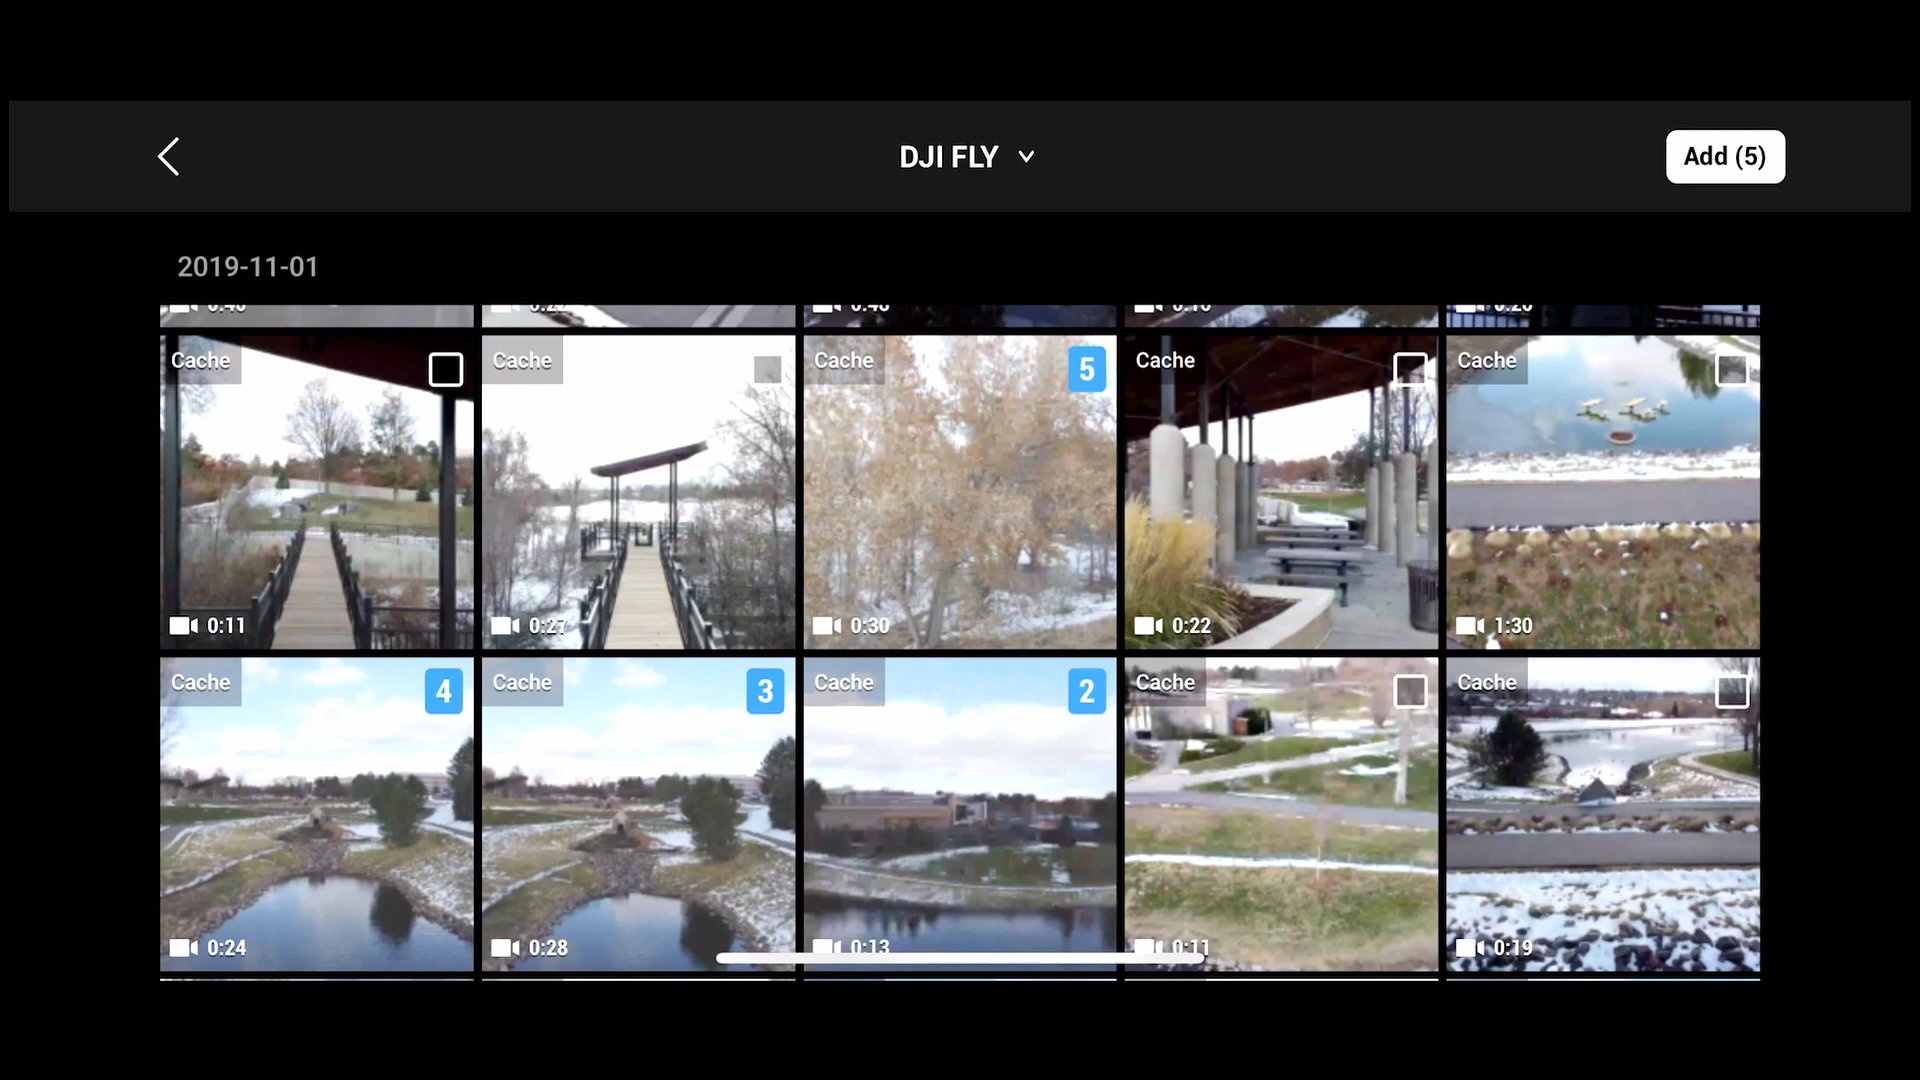 DJI FLY
Add (5)
2019-11-01
Cache
Cache
Cache
5
Cache
Cache
0:11
0:27
0:30
0:22
1:30
Cache
4
Cache
3
Cache
2
Cache
Cache
0:24
0:28
0:13
0:11
0:19